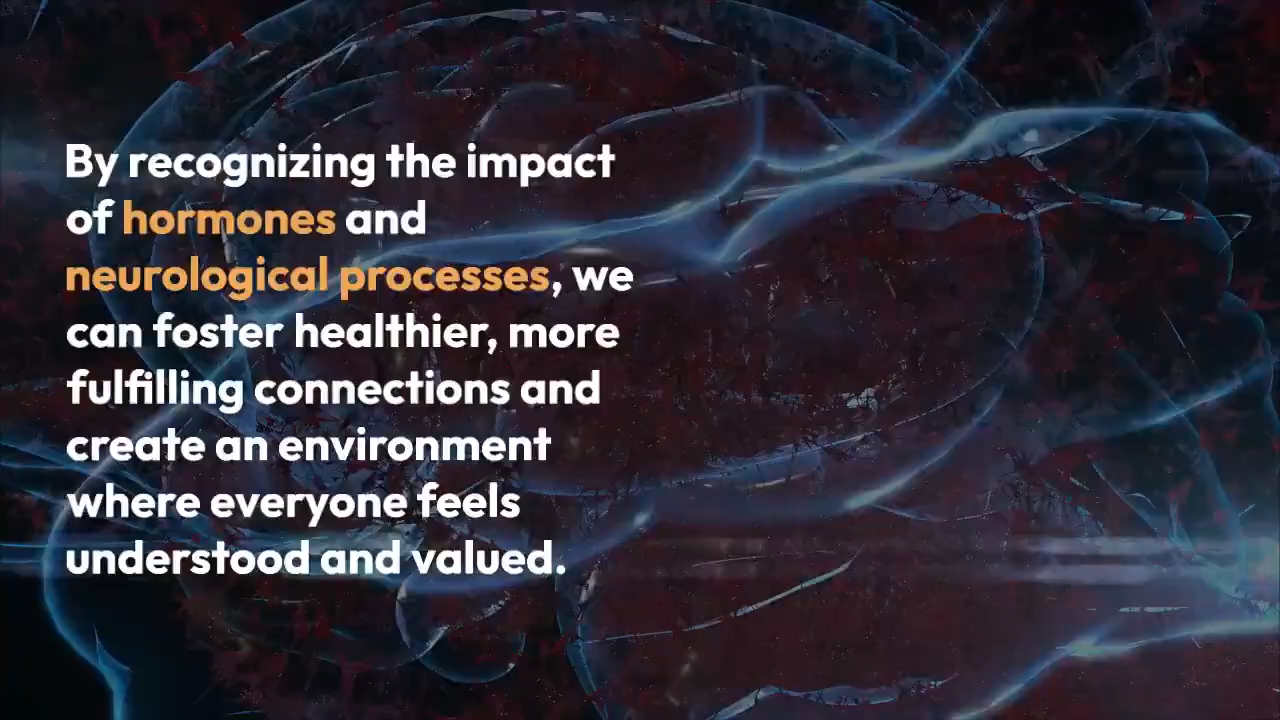 By recognizing the impact
of hormones and
neurological processes, we
can foster healthier, more
fulfilling connections and
create an environment
where everyone feels
understood and valued.